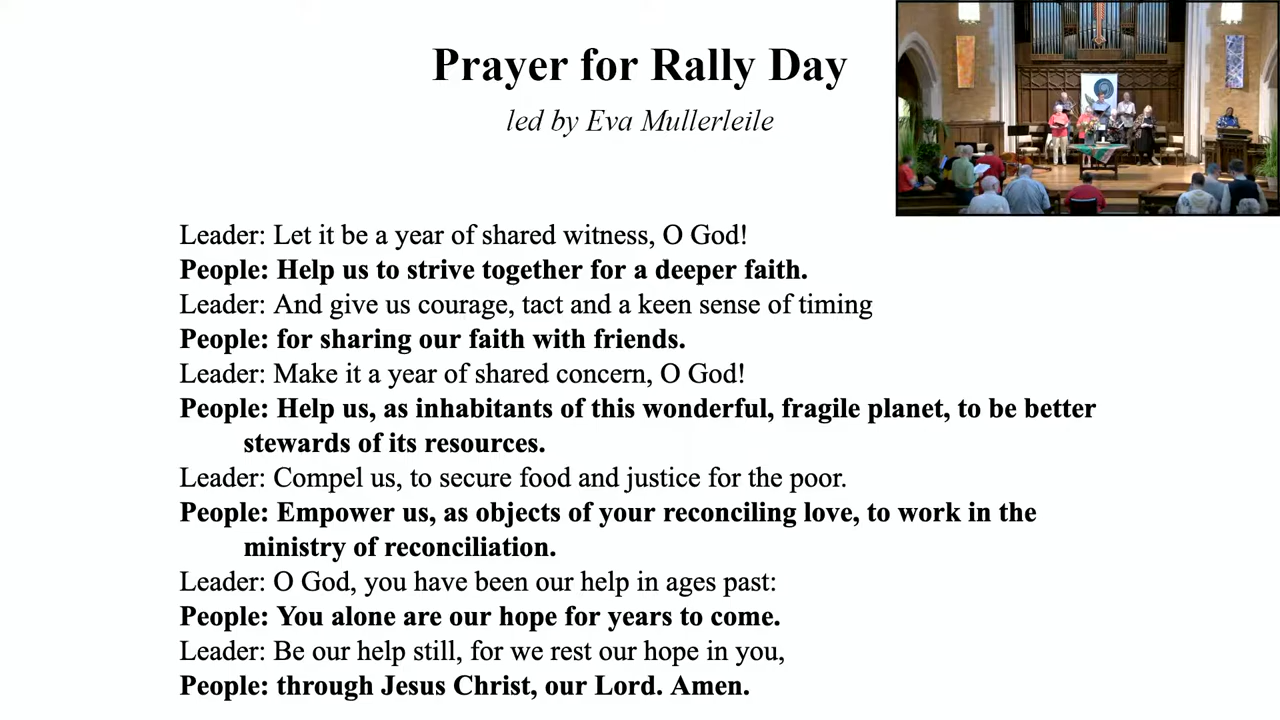 Prayer for Rally Day
led by Eva Mullerleile
Leader: Let it be a year of shared witness, O God!
People: Help us to strive together for a deeper faith.
Leader: And give us courage, tact and a keen sense of timing
People: for sharing our faith with friends.
Leader: Make it a year of shared concern, O God!
People: Help us, as inhabitants of this wonderful, fragile planet, to be better
stewards of its resources.
Leader: Compel us, to secure food and justice for the poor.
People: Empower us, as objects of your reconciling love, to work in the
ministry of reconciliation.
Leader: O God, you have been our help in ages past:
People: You alone are our hope for years to come.
Leader: Be our help still, for we rest our hope in you,
People: through Jesus Christ, our Lord. Amen.